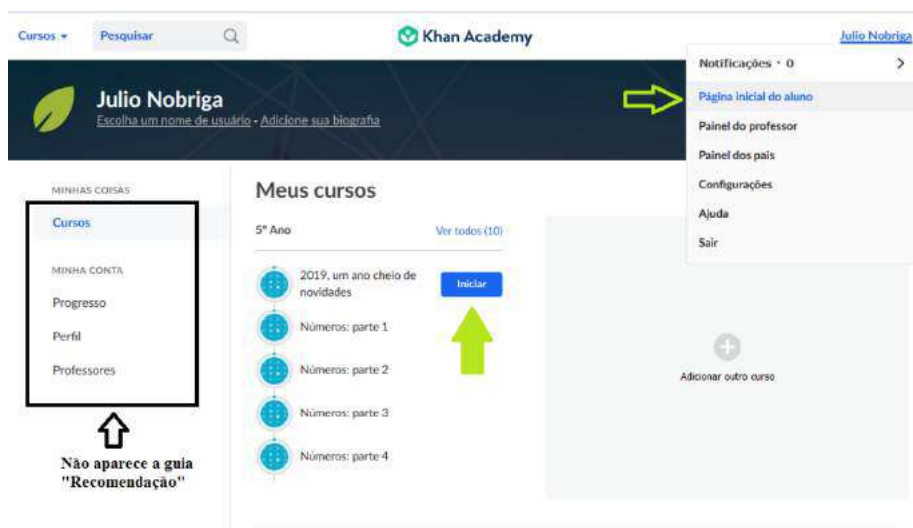 Cursos
Pesquisar
Khan Academy
Julio Nobriga
Notificações · 0
Página inicial do aluno
Painel do professor
Painel dos pais
Configurações
Ajuda
Sair
Julio Nobriga
Escolha um nome de usuário - Adicione sua biografia
MINHAS COISAS
Cursos
MINHA CONTA
Progresso
Perfil
Professores
Não aparece a guia
"Recomendação"
Meus cursos
5º Ano
Ver todos (10)
2019, um ano cheio de
novidades
Iniciar
Números: parte 1
Números: parte 2
Números: parte 3
Números: parte 4
Adicionar outro curso